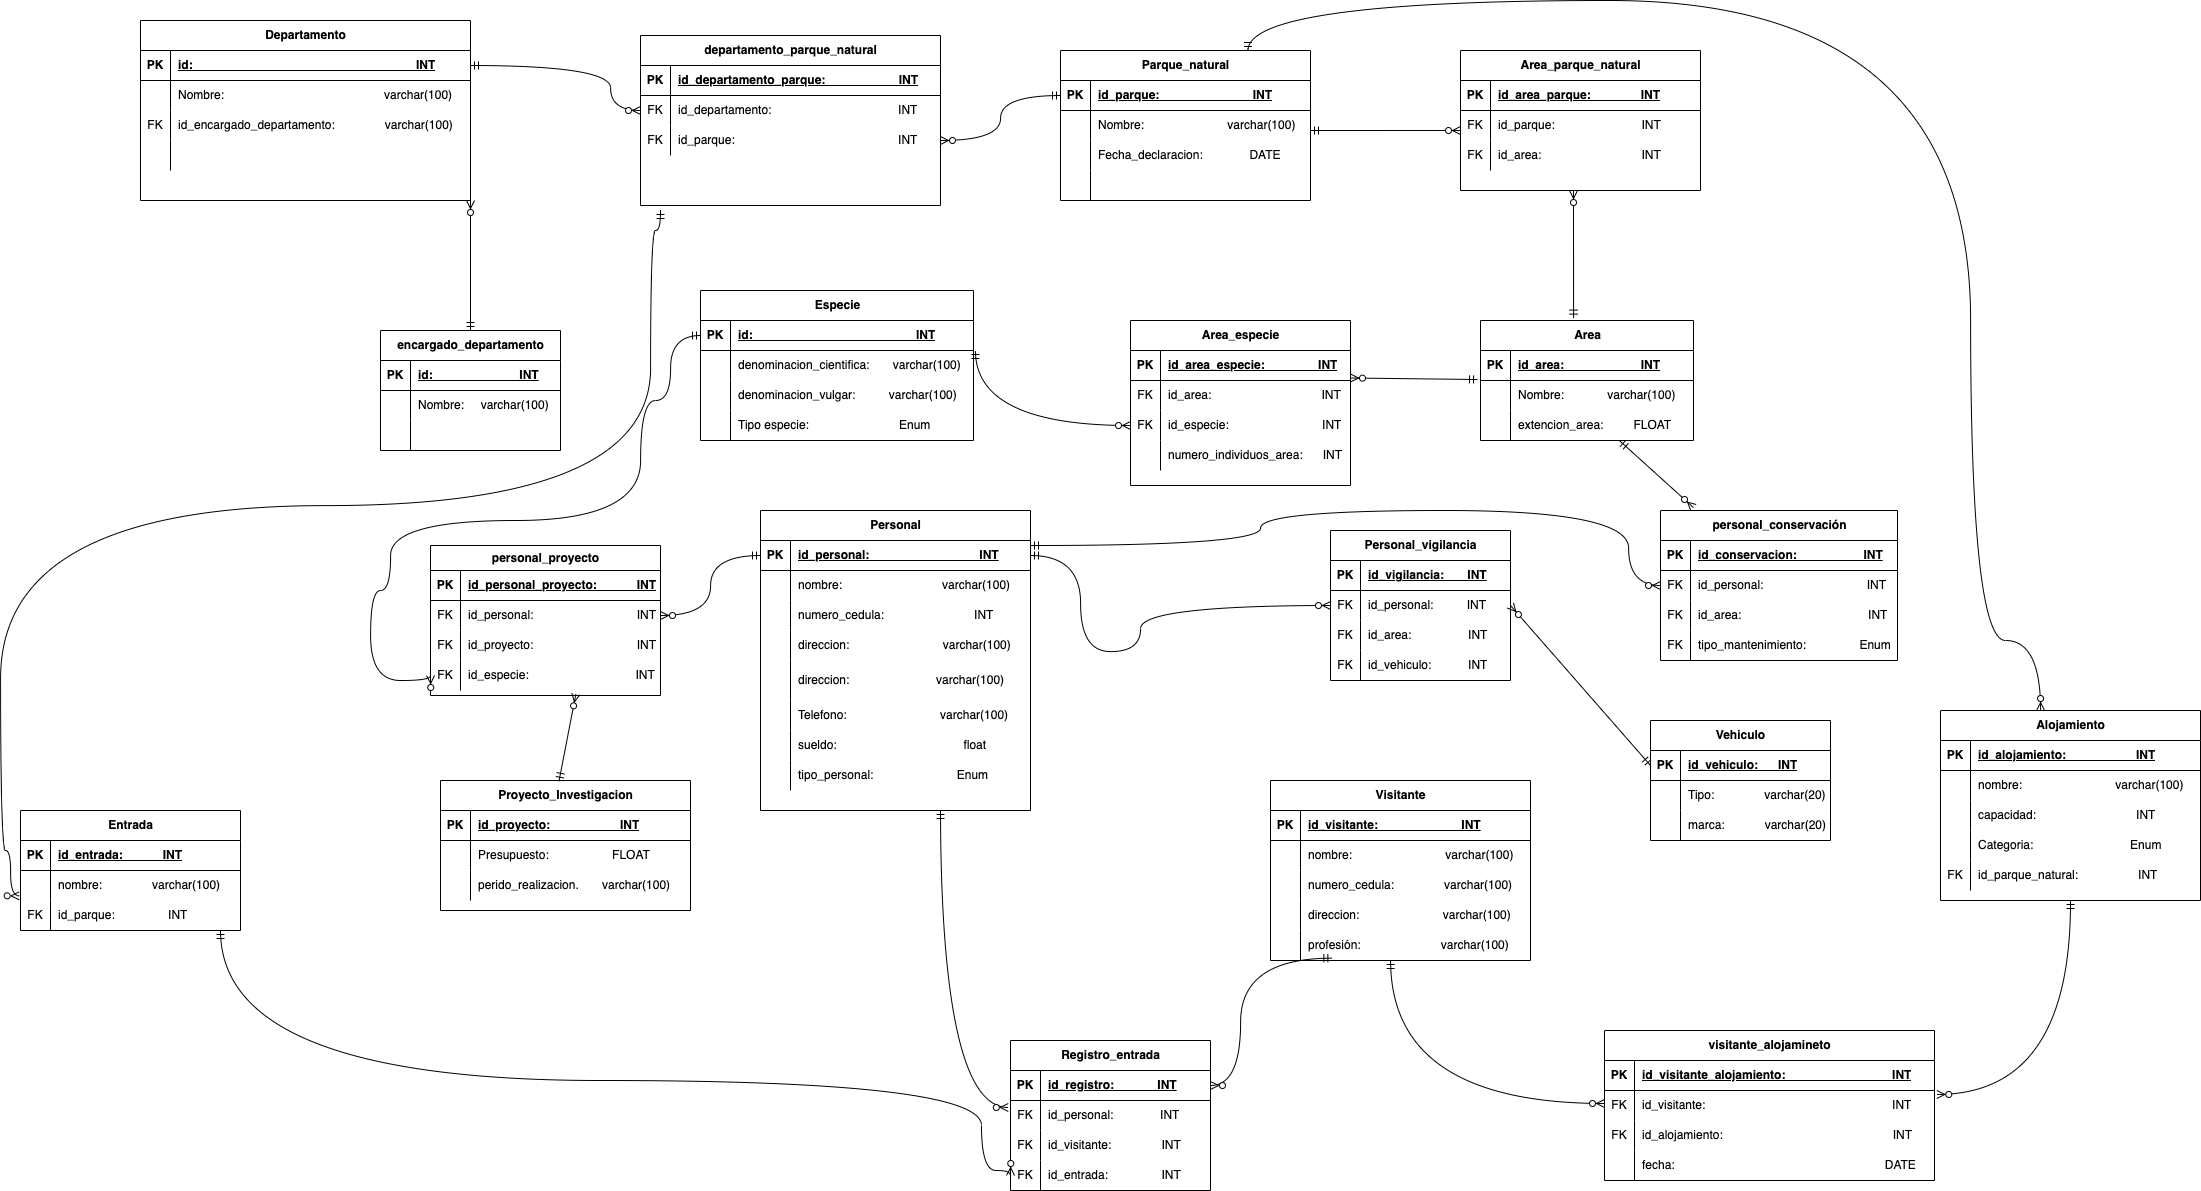 Departamento
PK id: INT
Nombre: varchar(100)
FK id_encargado_departamento: varchar(100)
departamento_parque_natural
PK id_departamento_parque: INT
FK id_departamento: INT
FK id_parque: INT
Parque_natural
PK id_parque: INT
Nombre: varchar(100)
Fecha_declaracion: DATE
Area_parque_natural
PK id_area_parque: INT
FK id_parque: INT
FK id_area: INT
encargado_departamento
PK id: INT
Nombre: varchar(100)
Especie
PK id: INT
denominacion_cientifica: varchar(100)
denominacion_vulgar: varchar(100)
Tipo especie: Enum
Area_especie
PK id_area_especie: INT
FK id_area: INT
FK id_especie: INT
numero_individuos_area: INT
Area
PK id_area: INT
Nombre: varchar(100)
extencion_area: FLOAT
personal_proyecto
PK id_personal_proyecto: INT
FK id_personal: INT
FK id_proyecto: INT
FK id_especie: INT
Personal
PK id_personal: INT
nombre: varchar(100)
numero_cedula: INT
direccion: varchar(100)
direccion: varchar(100)
Telefono: varchar(100)
sueldo: float
tipo_personal: Enum
Personal_vigilancia
PK id_vigilancia: INT
FK id_personal: INT
FK id_area: INT
FK id_vehiculo: INT
personal_conservación
PK id_conservacion: INT
FK id_personal: INT
FK id_area: INT
FK tipo_mantenimiento: Enum
Vehiculo
PK id_vehiculo: INT
Tipo: varchar(20)
marca: varchar(20)
Alojamiento
PK id_alojamiento: INT
nombre: varchar(100)
capacidad: INT
Categoria: Enum
FK id_parque_natural: INT
Entrada
PK id_entrada: INT
nombre: varchar(100)
FK id_parque: INT
Proyecto_Investigacion
PK id_proyecto: INT
Presupuesto: FLOAT
perido_realizacion. varchar(100)
Visitante
PK id_visitante: INT
nombre: varchar(100)
numero_cedula: varchar(100)
direccion: varchar(100)
profesión: varchar(100)
Registro_entrada
PK id_registro: INT
FK id_personal: INT
FK id_visitante: INT
FK id_entrada: INT
visitante_alojamineto
PK id_visitante_alojamiento: INT
FK id_visitante: INT
FK id_alojamiento: INT
fecha: DATE